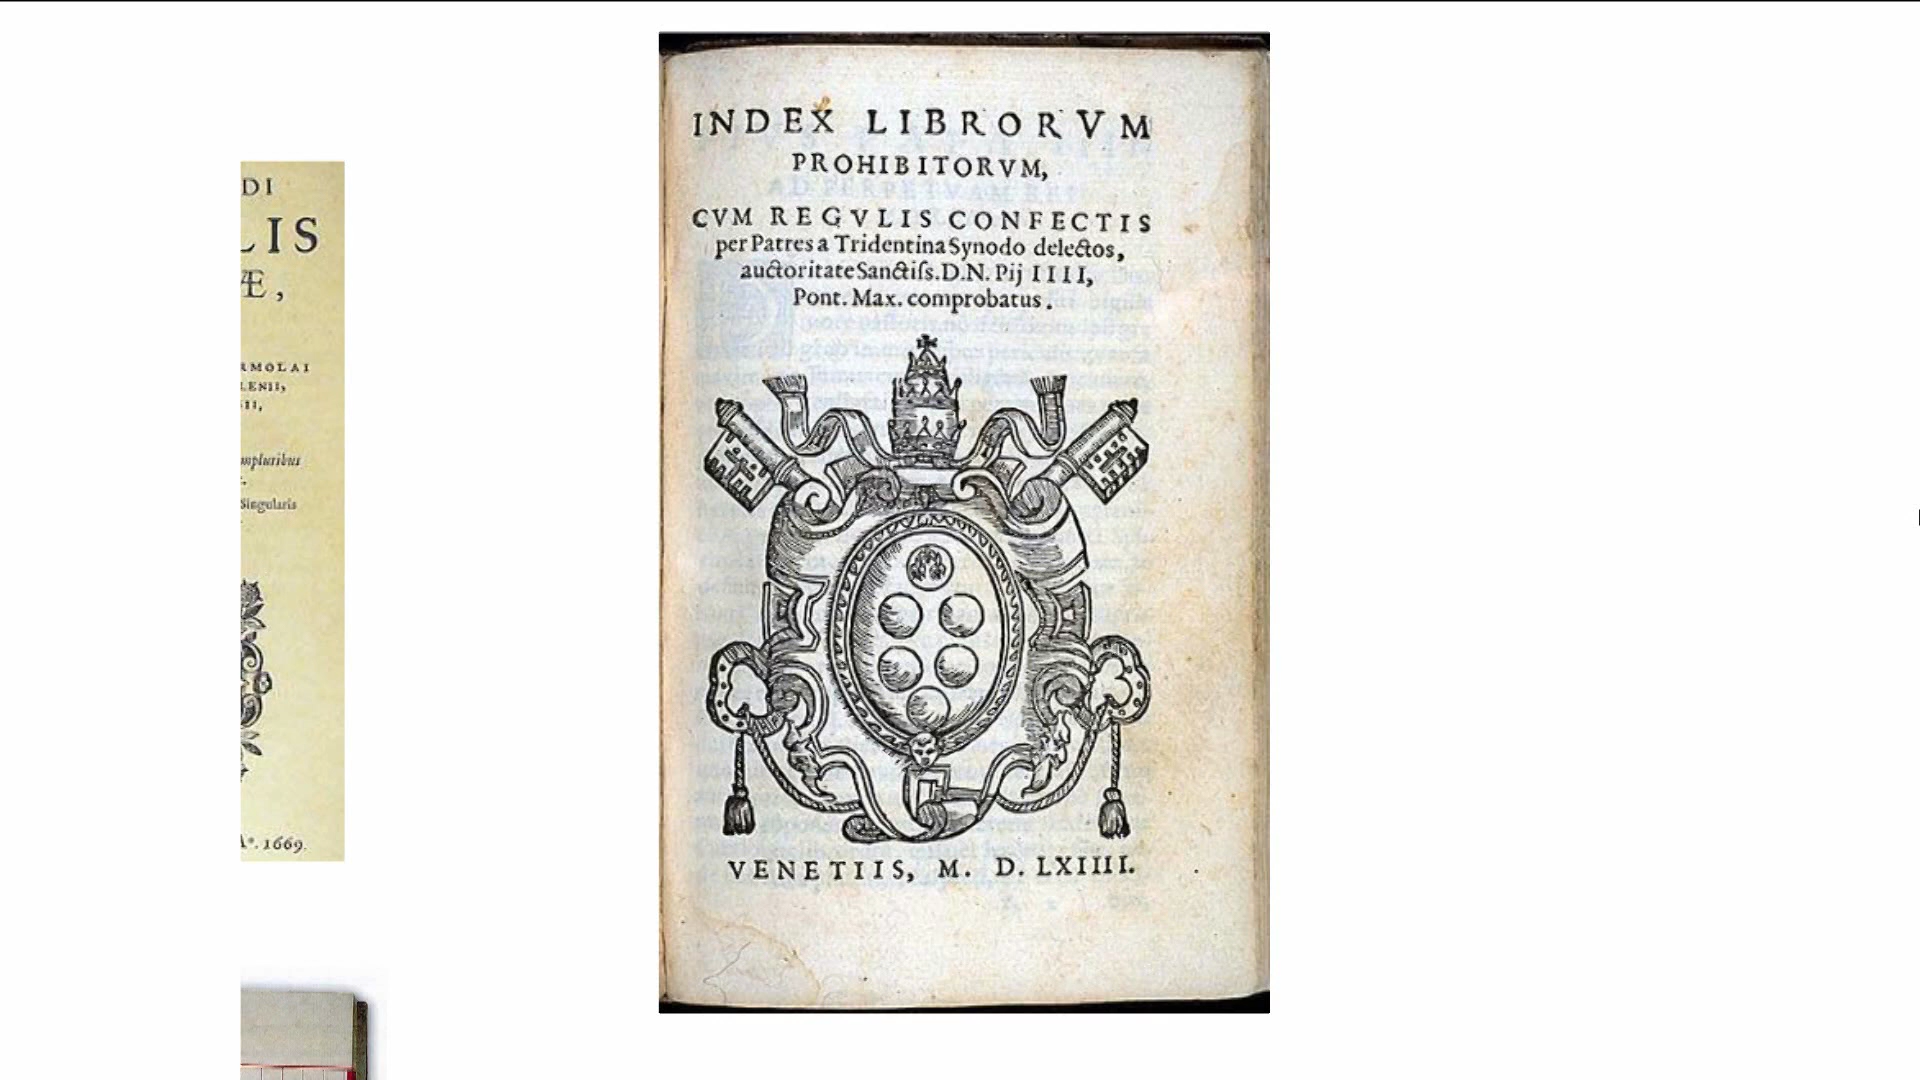 DI
LIS
Æ,
RMOLAI
LENII,
SII,
mpluribus
Singularis
A°. 1669.
INDEX LIBRORVM
PROHIBITORVM,
CVM REGVLIS CONFECTIS
per Patres a Tridentina Synodo delectos,
auctoritate Sanctiſs. D.N. Pij IIII,
Pont. Max. comprobatus.
VENETIIS, M. D. LXIIII.